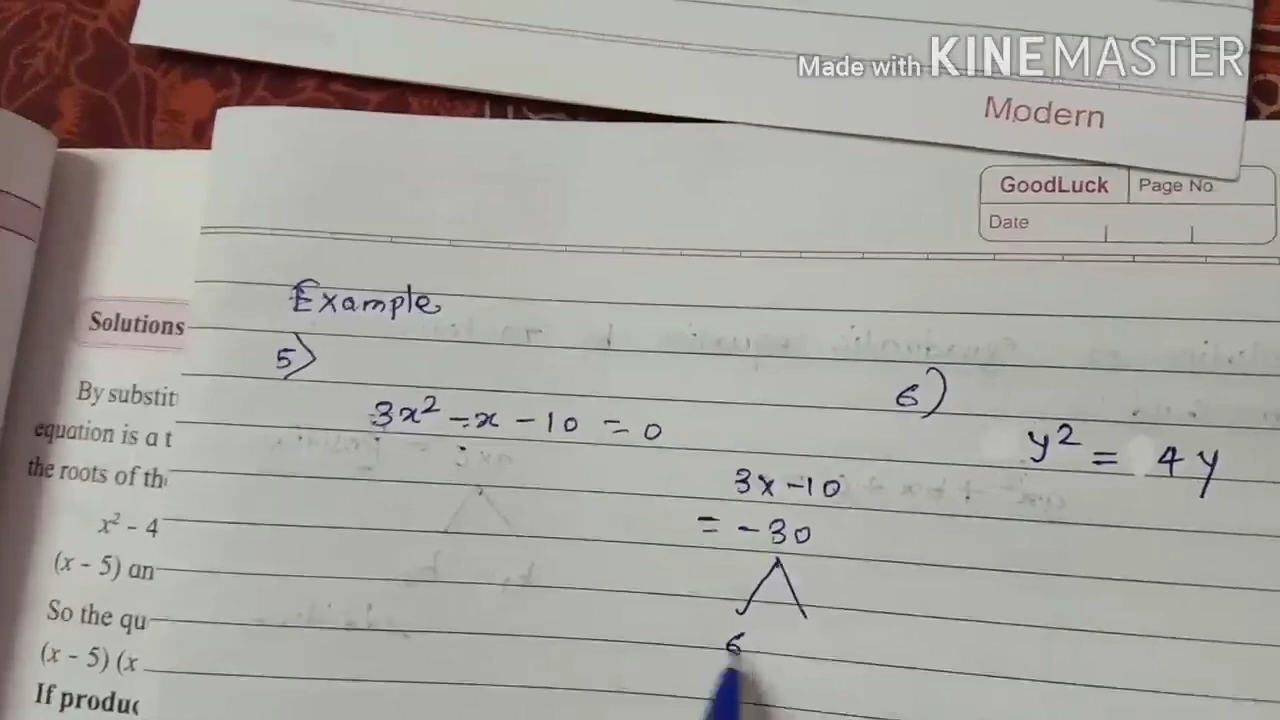 Made with KINEMASTER
Modern
GoodLuck Page No
Date
Example
5)
3x² - x - 10 = 0
3x - 10
= - 30
6
6)
y² = 4y
Solutions
By substit
equation is a t
the roots of th
x² - 4
(x - 5) an
So the qu
(x - 5) (x
If produc